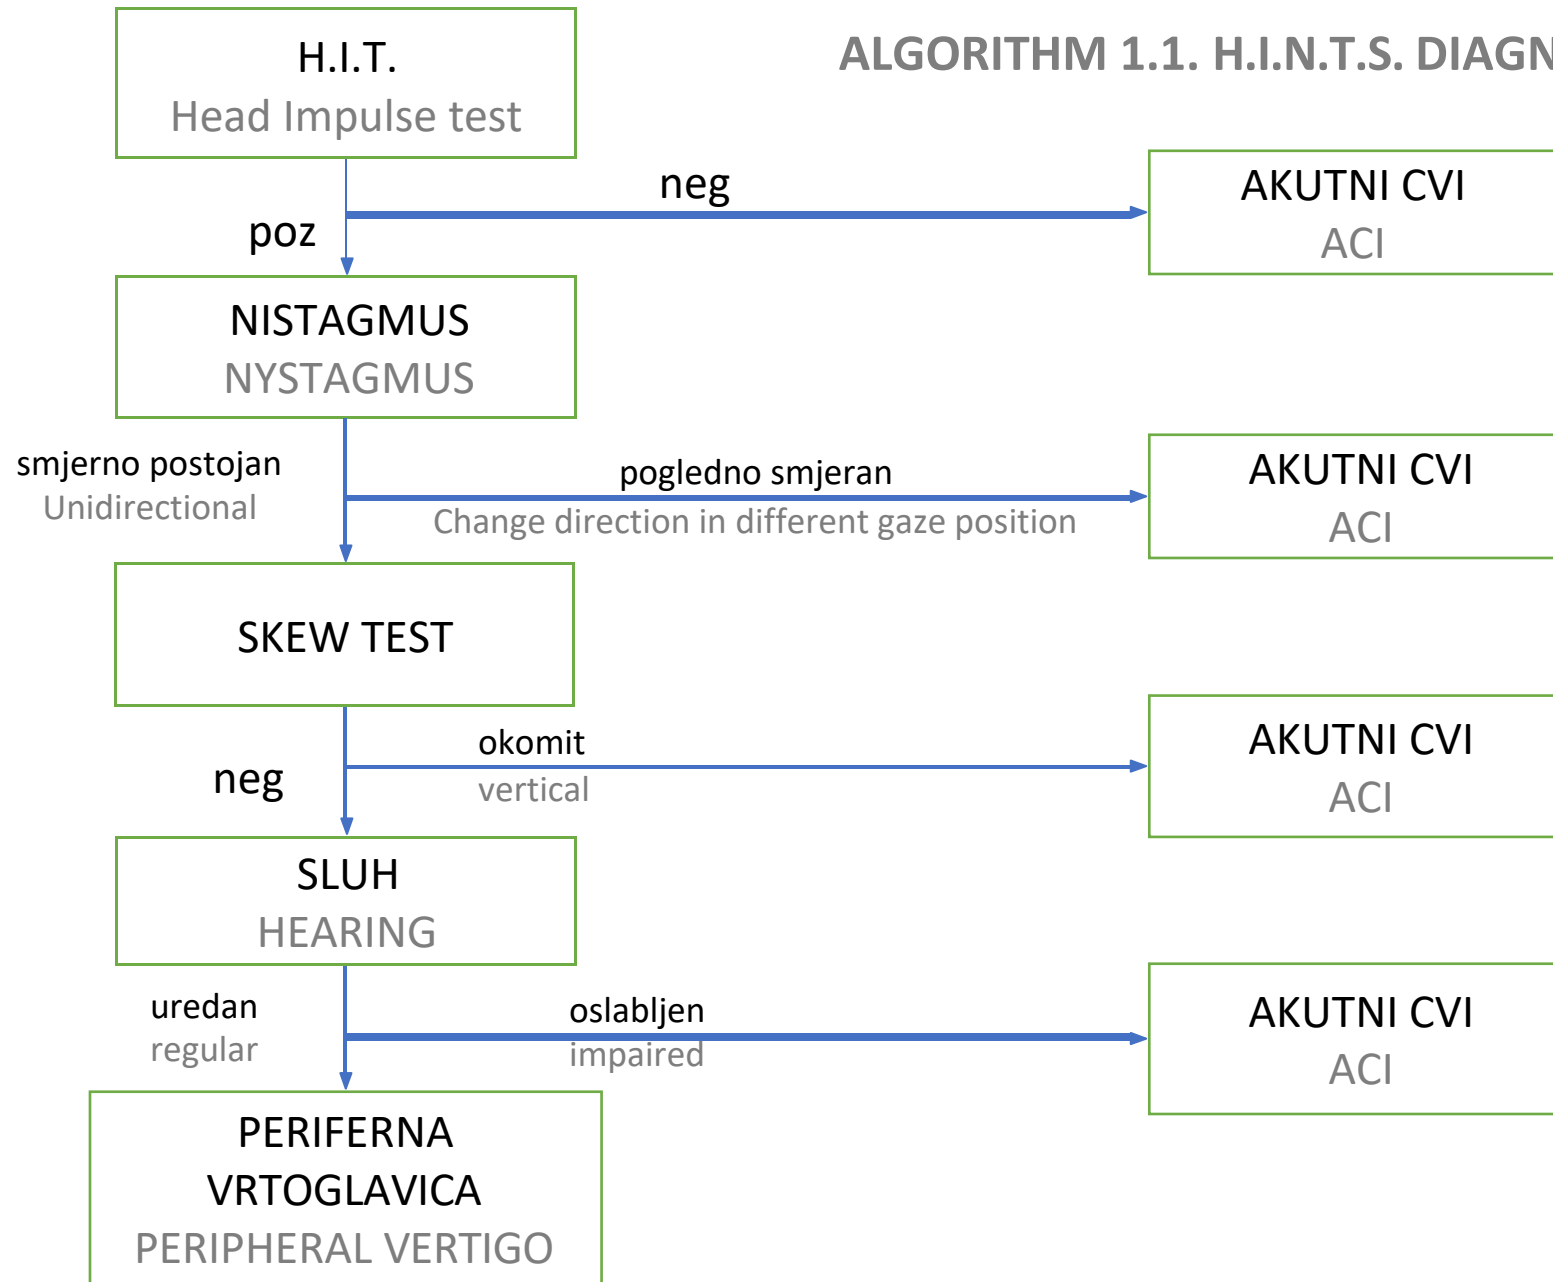 H.I.T.
Head Impulse test
ALGORITHM 1.1. H.I.N.T.S. DIAGN
neg
AKUTNI CVI
ACI
poz
NISTAGMUS
NYSTAGMUS
smjerno postojan
Unidirectional
pogledno smjeran
Change direction in different gaze position
AKUTNI CVI
ACI
SKEW TEST
neg
okomit
vertical
AKUTNI CVI
ACI
SLUH
HEARING
uredan
regular
oslabljen
impaired
AKUTNI CVI
ACI
PERIFERNA
VRTOGLAVICA
PERIPHERAL VERTIGO